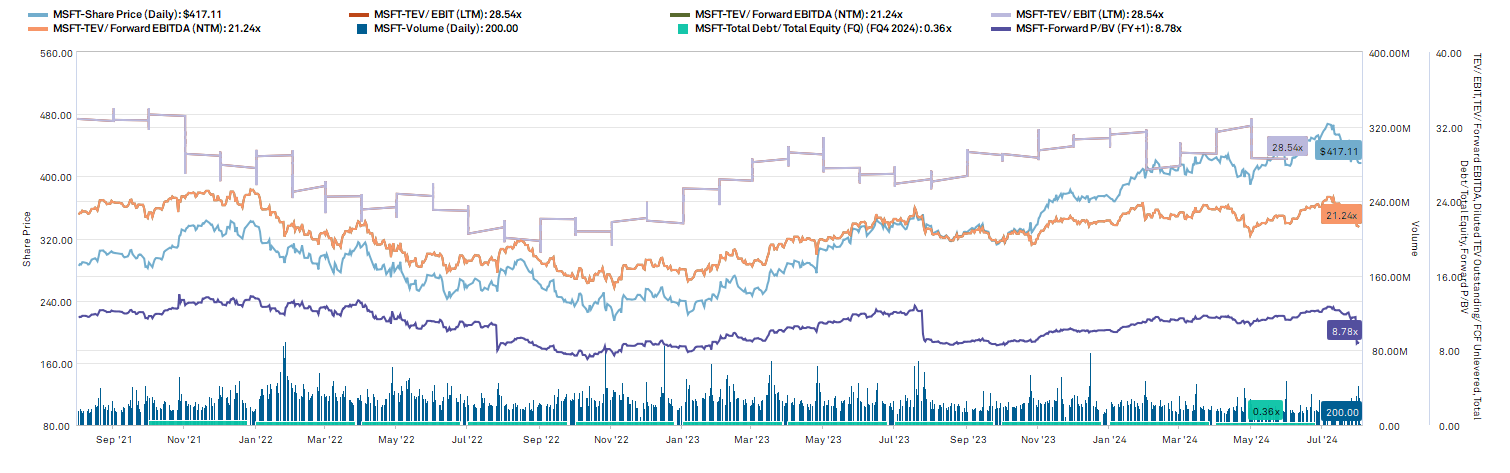 MSFT-Share Price (Daily): $417.11 MSFT-TEV/ EBIT (LTM): 28.54x MSFT-TEV/ Forward EBITDA (NTM): 21.24x MSFT-TEV/ EBIT (LTM): 28.54x
MSFT-TEV/ Forward EBITDA (NTM): 21.24x MSFT-Volume (Daily): 200.00 MSFT-Total Debt/ Total Equity (FQ) (FQ4 2024): 0.36x MSFT-Forward P/BV (FY+1): 8.78x
560.00 400.00M 40.00
480.00 320.00M 32.00
28.54x $417.11
400.00 240.00M 24.00
21.24x
320.00 160.00M 16.00
240.00
8.78x
160.00 80.00M 8.00
0.36x 200.00
80.00 0.00 0.00
Share Price
Volume
TEV/ EBIT,TEV/ Forward EBITDA,Diluted TEV Outstanding/ FCF Unlevered,Total
Debt/ Total Equity, Forward P/BV
Sep '21 Nov '21 Jan '22 Mar '22 May '22 Jul '22 Sep '22 Nov '22 Jan '23 Mar '23 May '23 Jul '23 Sep '23 Nov '23 Jan '24 Mar '24 May '24 Jul '24